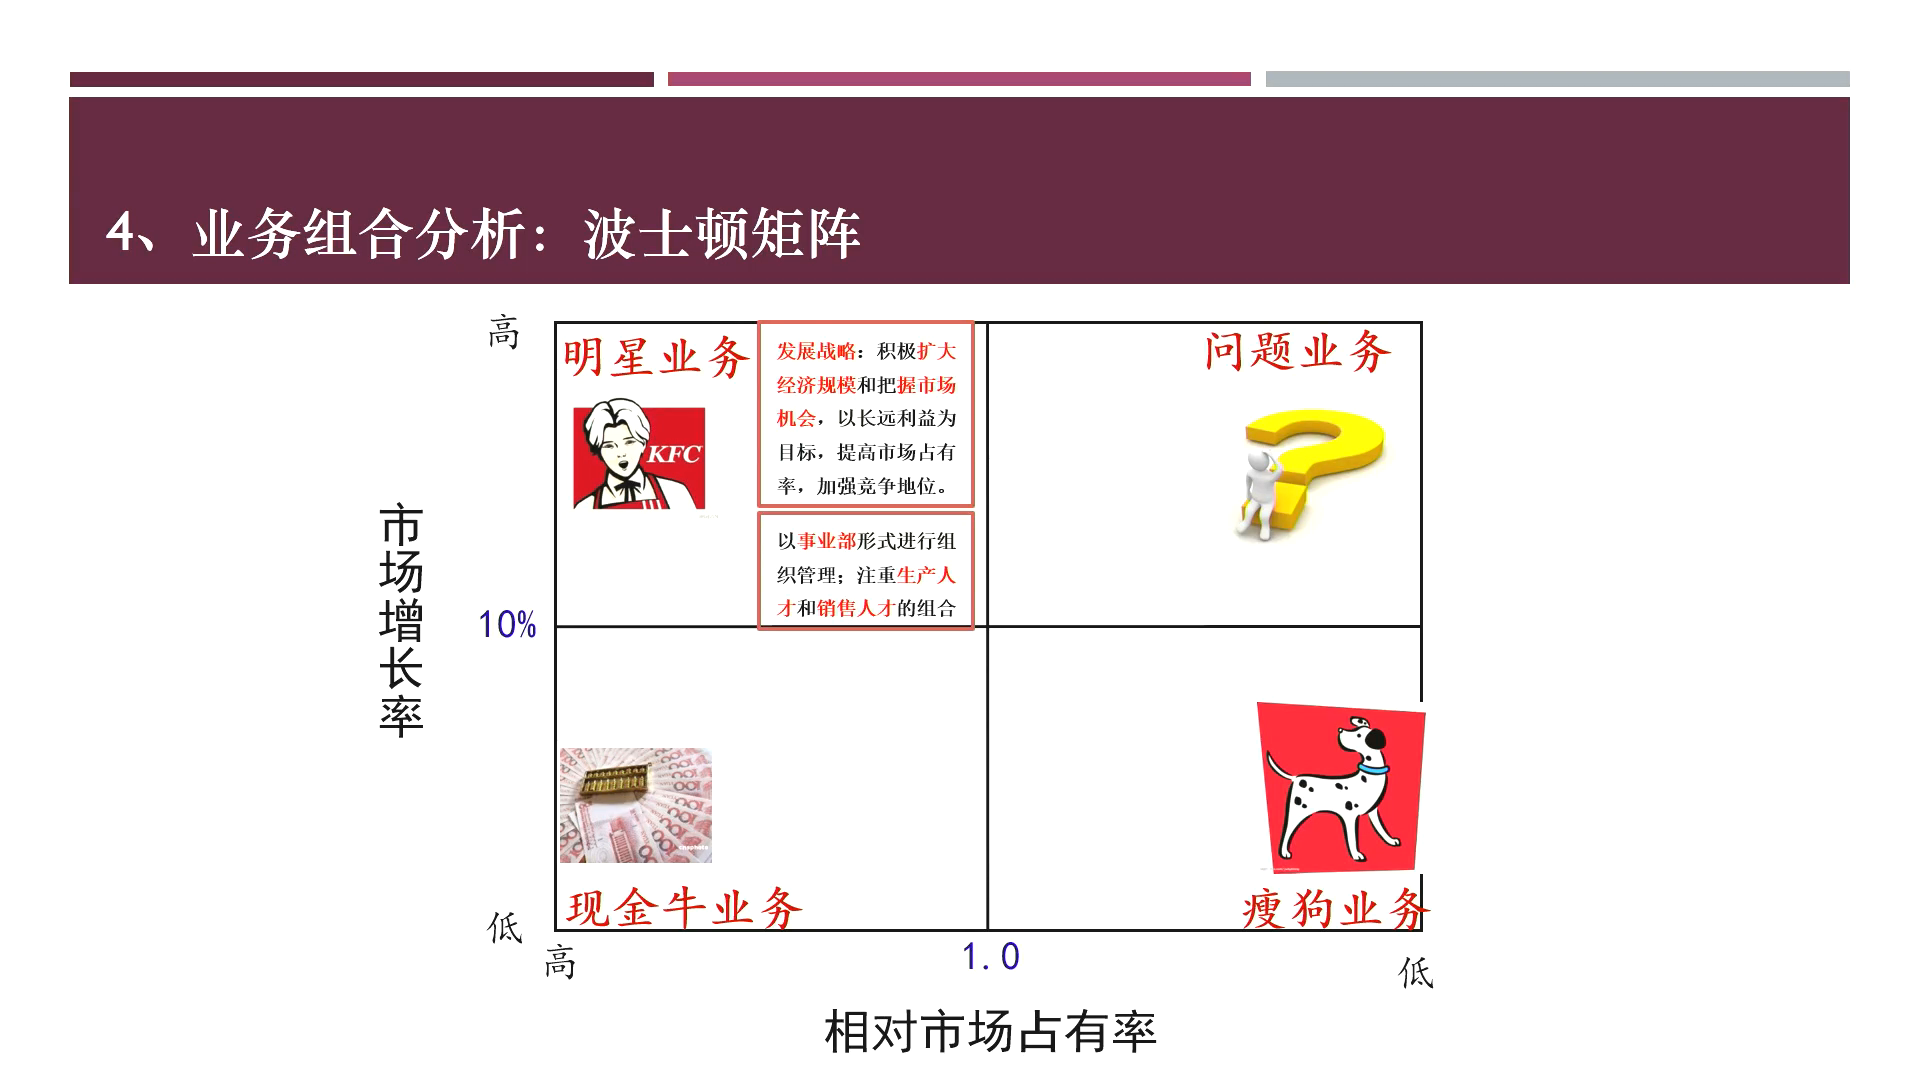 4、业务组合分析：波士顿矩阵
高
明星业务
KFC
发展战略：积极扩大
经济规模和把握市场
机会，以长远利益为
目标，提高市场占有
率，加强竞争地位。
以事业部形式进行组
织管理；注重生产人
才和销售人才的组合
问题业务
市场增长率
10%
现金牛业务
瘦狗业务
低
高
1.0
低
相对市场占有率